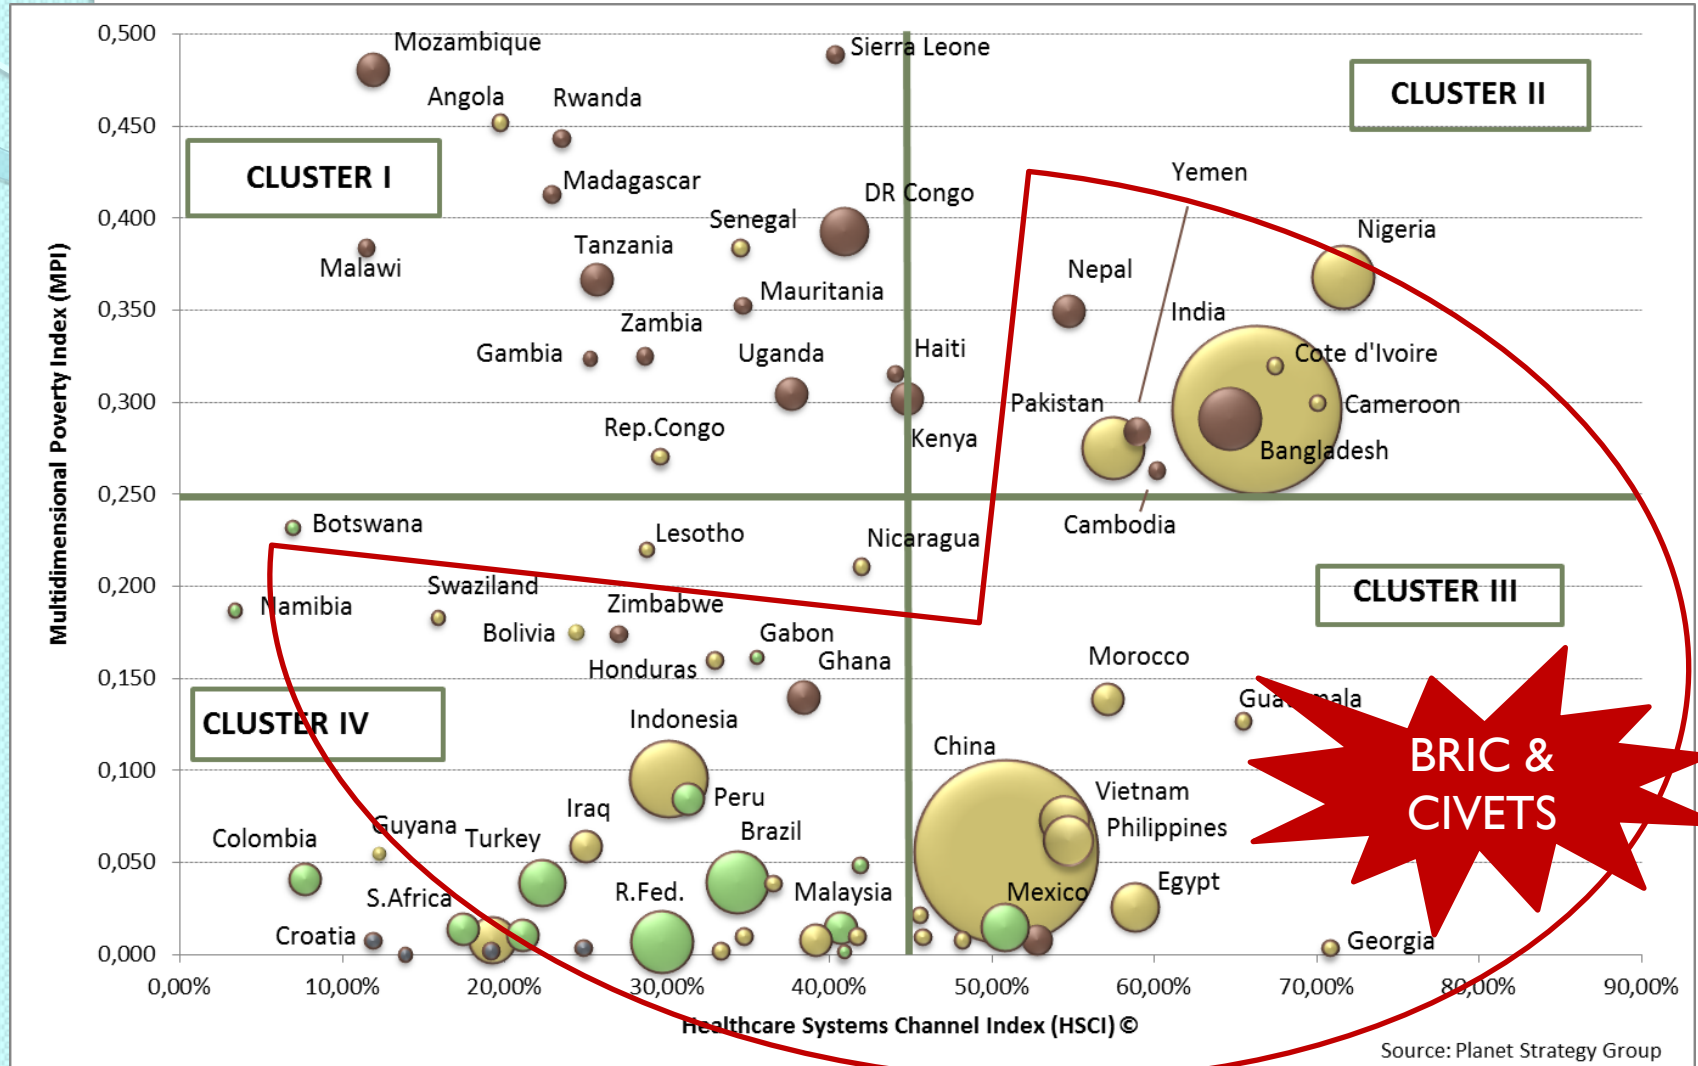 0,500
0,450
0,400
0,350
0,300
0,250
0,200
0,150
0,100
0,050
0,000
Multidimensional Poverty Index (MPI)
Mozambique
Sierra Leone
CLUSTER II
Angola
Rwanda
CLUSTER I
Madagascar
Yemen
DR Congo
Senegal
Nigeria
Tanzania
Malawi
Nepal
Mauritania
India
Zambia
Gambia
Uganda
Haiti
Cote d'Ivoire
Pakistan
Cameroon
Rep.Congo
Kenya
Bangladesh
Botswana
Lesotho
Nicaragua
Cambodia
Swaziland
CLUSTER III
Namibia
Zimbabwe
Bolivia
Gabon
Honduras
Ghana
Morocco
Guatemala
CLUSTER IV
Indonesia
China
BRIC &
CIVETS
Peru
Vietnam
Iraq
Guyana
Colombia
Turkey
Brazil
Philippines
S.Africa
R.Fed.
Malaysia
Mexico
Egypt
Croatia
Georgia
0,00%
10,00%
20,00%
30,00%
40,00%
50,00%
60,00%
70,00%
80,00%
90,00%
Healthcare Systems Channel Index (HSCI) ©
Source: Planet Strategy Group